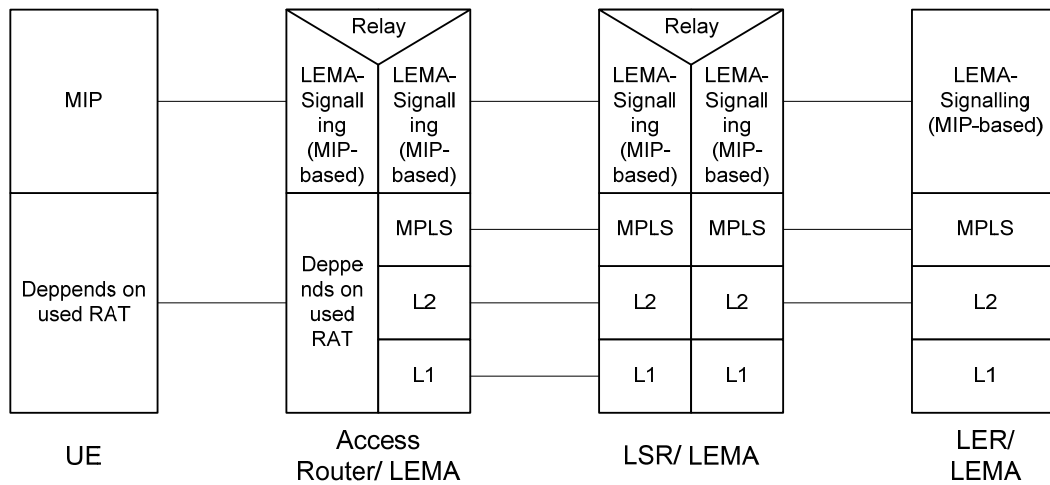 MIP
Deppends on
used RAT
UE
Relay
LEMA-
Signall
ing
(MIP-
based)
LEMA-
Signall
ing
(MIP-
based)
Deppe
nds on
used
RAT
MPLS
L2
L1
Access
Router/ LEMA
Relay
LEMA-
Signall
ing
(MIP-
based)
LEMA-
Signall
ing
(MIP-
based)
MPLS
MPLS
L2
L2
L1
L1
LSR/ LEMA
LEMA-
Signalling
(MIP-based)
MPLS
L2
L1
LER/
LEMA